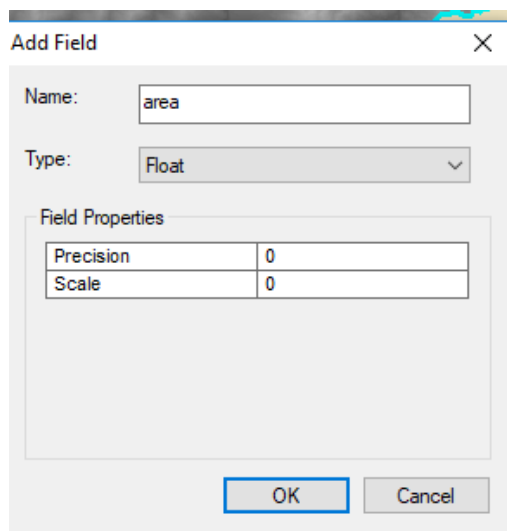 Add Field
Name: area
Type: Float
Field Properties
Precision 0
Scale 0
OK Cancel